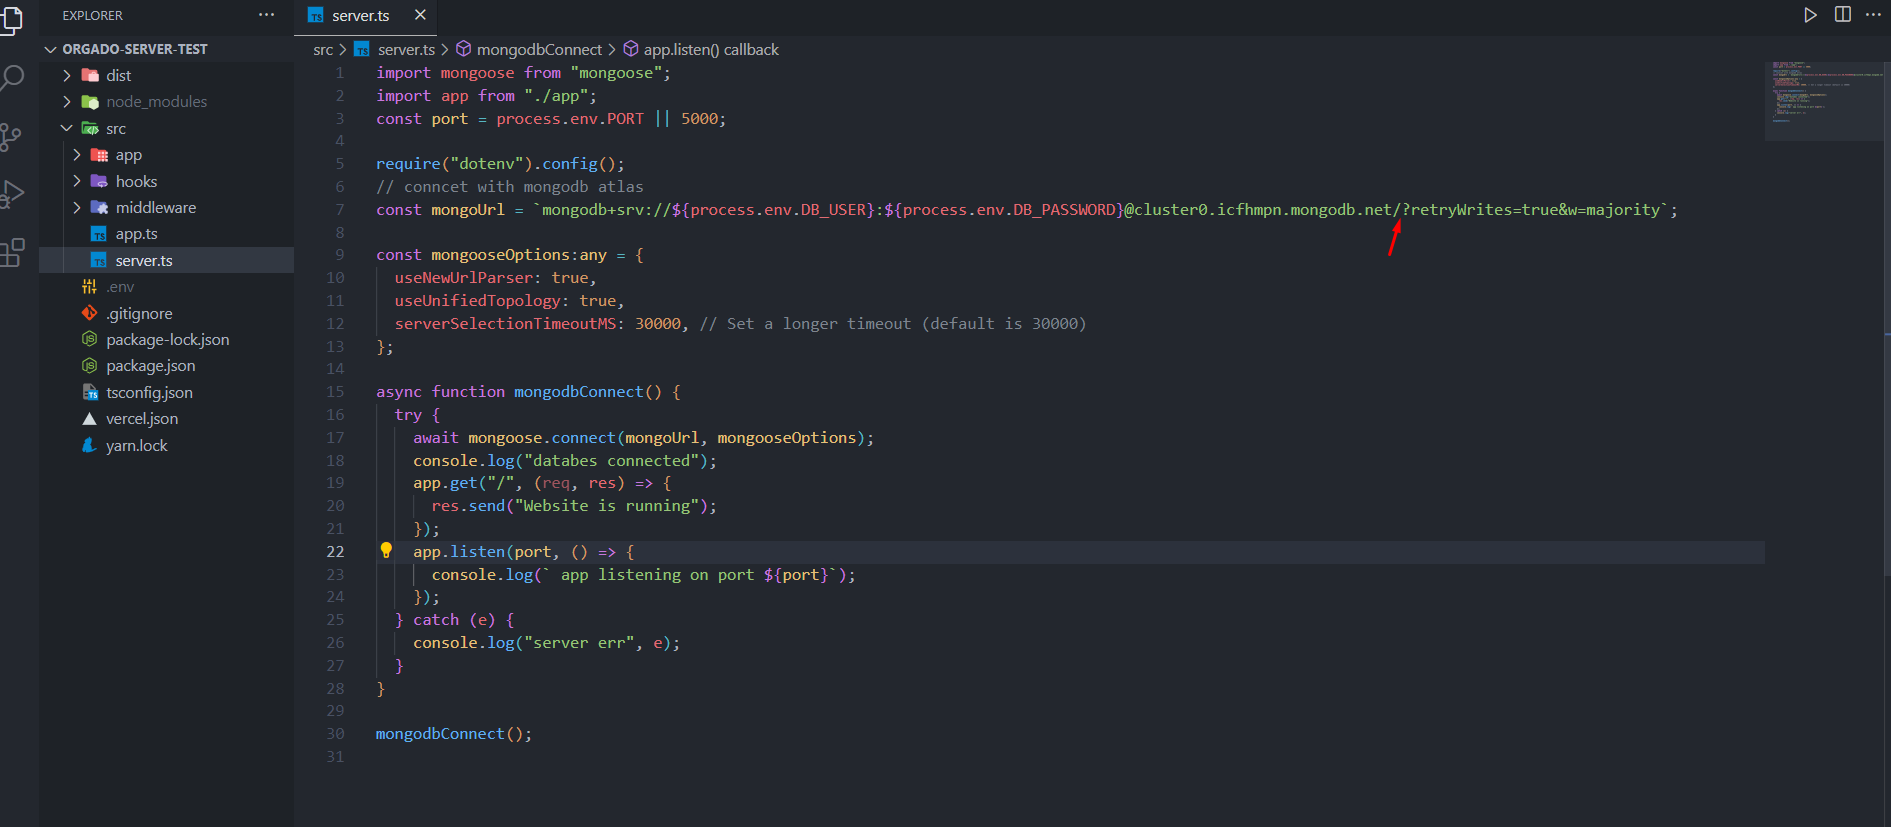 EXPLORER
ORGADO-SERVER-TEST
dist
node_modules
src
app
hooks
middleware
app.ts
server.ts
.env
.gitignore
package-lock.json
package.json
tsconfig.json
vercel.json
yarn.lock
server.ts
src > server.ts > mongodbConnect > app.listen() callback
1 import mongoose from "mongoose";
2 import app from "./app";
3 const port = process.env.PORT || 5000;
4
5 require("dotenv").config();
6 // conncet with mongodb atlas
7 const mongoUrl = `mongodb+srv://${process.env.DB_USER}:${process.env.DB_PASSWORD}@cluster0.icfhmpn.mongodb.net/?retryWrites=true&w=majority`;
8
9 const mongooseOptions:any = {
10 useNewUrlParser: true,
11 useUnifiedTopology: true,
12 serverSelectionTimeoutMS: 30000, // Set a longer timeout (default is 30000)
13 };
14
15 async function mongodbConnect() {
16 try {
17 await mongoose.connect(mongoUrl, mongooseOptions);
18 console.log("databes connected");
19 app.get("/", (req, res) => {
20 res.send("Website is running");
21 });
22 app.listen(port, () => {
23 console.log(` app listening on port ${port}`);
24 });
25 } catch (e) {
26 console.log("server err", e);
27 }
28 }
29
30 mongodbConnect();
31